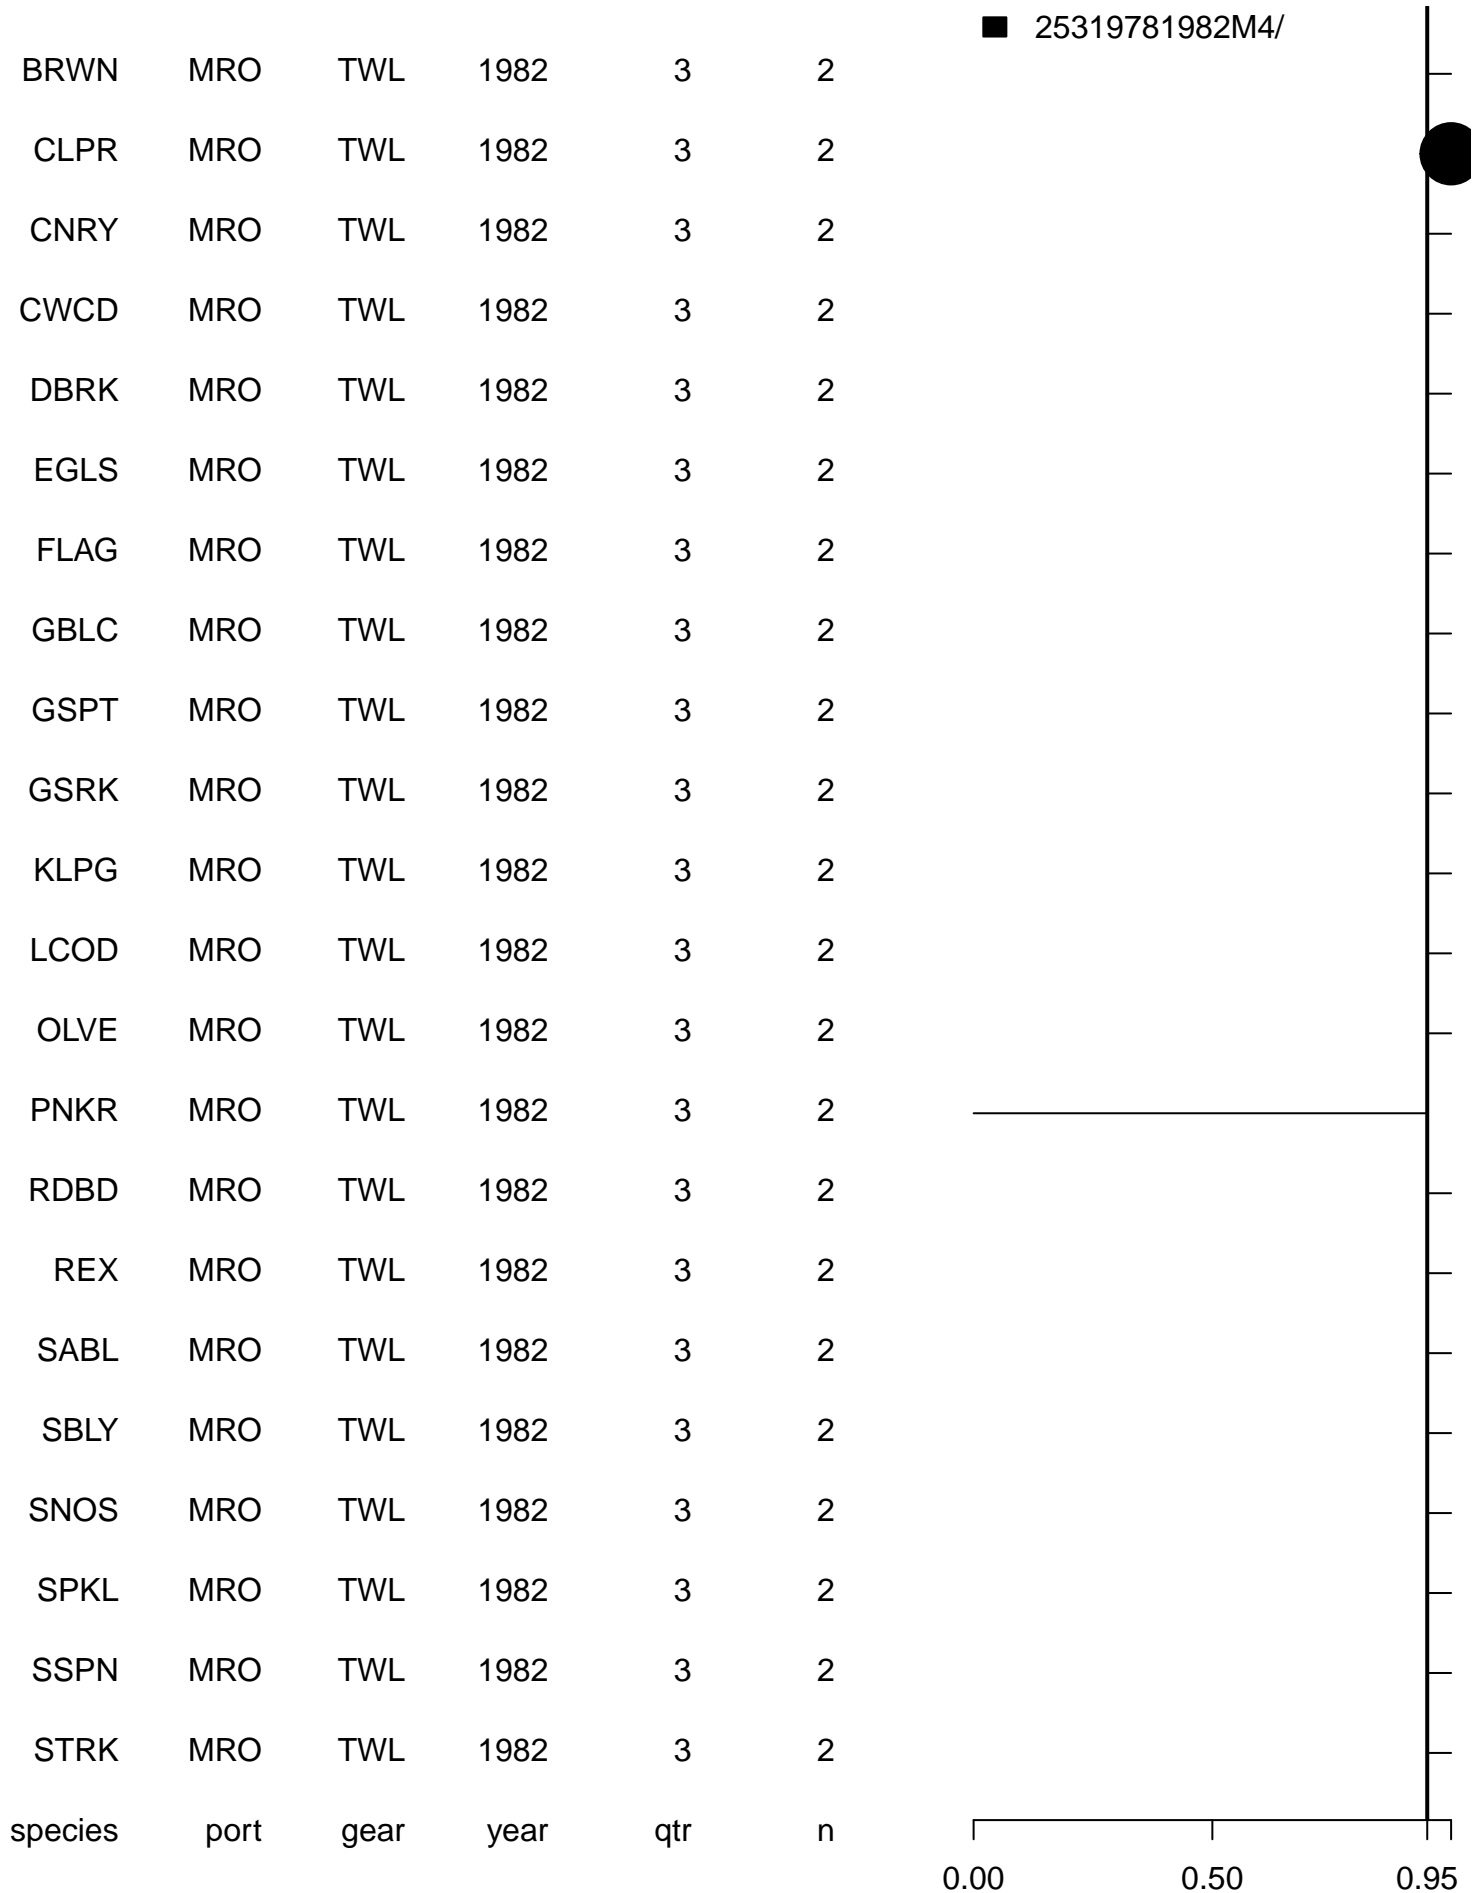 25319781982M4/
BRWN MRO TWL 1982 3 2
CLPR MRO TWL 1982 3 2
CNRY MRO TWL 1982 3 2
CWCD MRO TWL 1982 3 2
DBRK MRO TWL 1982 3 2
EGLS MRO TWL 1982 3 2
FLAG MRO TWL 1982 3 2
GBLC MRO TWL 1982 3 2
GSPT MRO TWL 1982 3 2
GSRK MRO TWL 1982 3 2
KLPG MRO TWL 1982 3 2
LCOD MRO TWL 1982 3 2
OLVE MRO TWL 1982 3 2
PNKR MRO TWL 1982 3 2
RDBD MRO TWL 1982 3 2
REX MRO TWL 1982 3 2
SABL MRO TWL 1982 3 2
SBLY MRO TWL 1982 3 2
SNOS MRO TWL 1982 3 2
SPKL MRO TWL 1982 3 2
SSPN MRO TWL 1982 3 2
STRK MRO TWL 1982 3 2
species port gear year qtr n
0.00 0.50 0.95